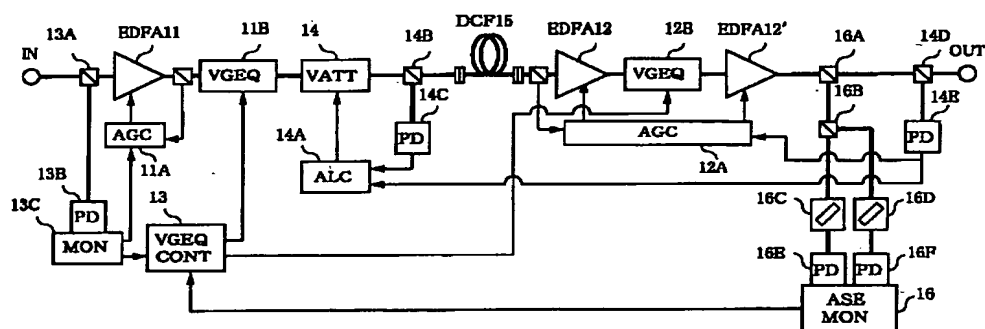 13A EDFA11 11B 14 14B DCF15 EDFA12 12B EDFA12' 16A 14D
IN OUT
VGEQ VATT VGEQ
16B
14C 14E
AGC PD AGC PD
11A 14A 12A
ALC
13B 13 16C 16D
13C PD
MON VGEQ CONT
16E PD PD 16F
ASE MON 16